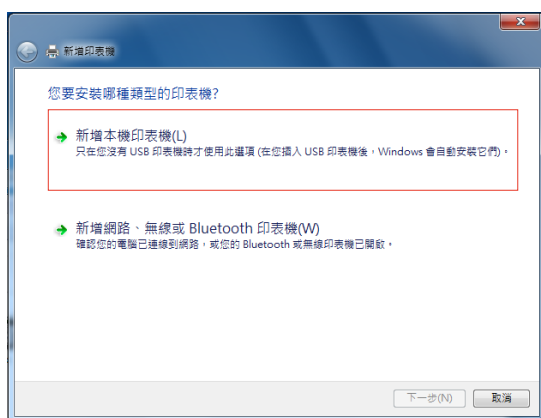 新增印表機
您要安裝哪種類型的印表機?
新增本機印表機(L)
只在您沒有 USB 印表機時才使用此選項 (在您插入 USB 印表機後，Windows 會自動安裝它們)。
新增網路、無線或 Bluetooth 印表機(W)
確認您的電腦已連線到網路，或您的 Bluetooth 或無線印表機已開啟。
下一步(N) 取消